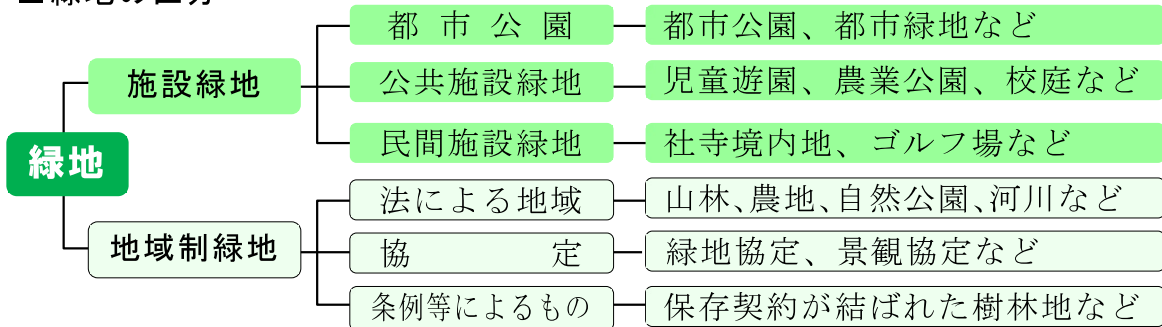 ■緑地の区分
緑地
施設緑地
都市公園
都市公園、都市緑地など
公共施設緑地
児童遊園、農業公園、校庭など
民間施設緑地
社寺境内地、ゴルフ場など
地域制緑地
法による地域
山林、農地、自然公園、河川など
協定
緑地協定、景観協定など
条例等によるもの
保存契約が結ばれた樹林地など